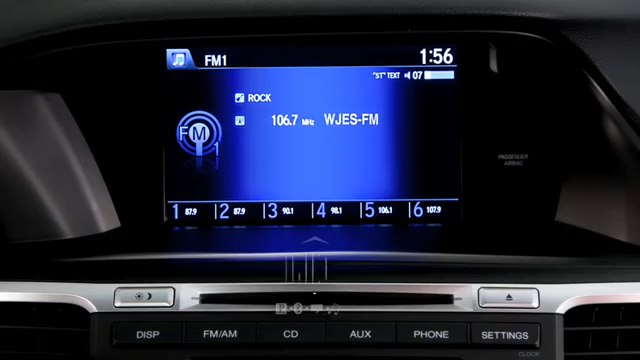 FM1 1:56
"ST" TEXT 07
ROCK
106.7 MHz WJES-FM
FM 1
1 87.9 2 87.9 3 90.1 4 98.1 5 106.1 6 107.9
PASSENGER
AIRBAG
DISP FM/AM CD AUX PHONE SETTINGS
CLOCK